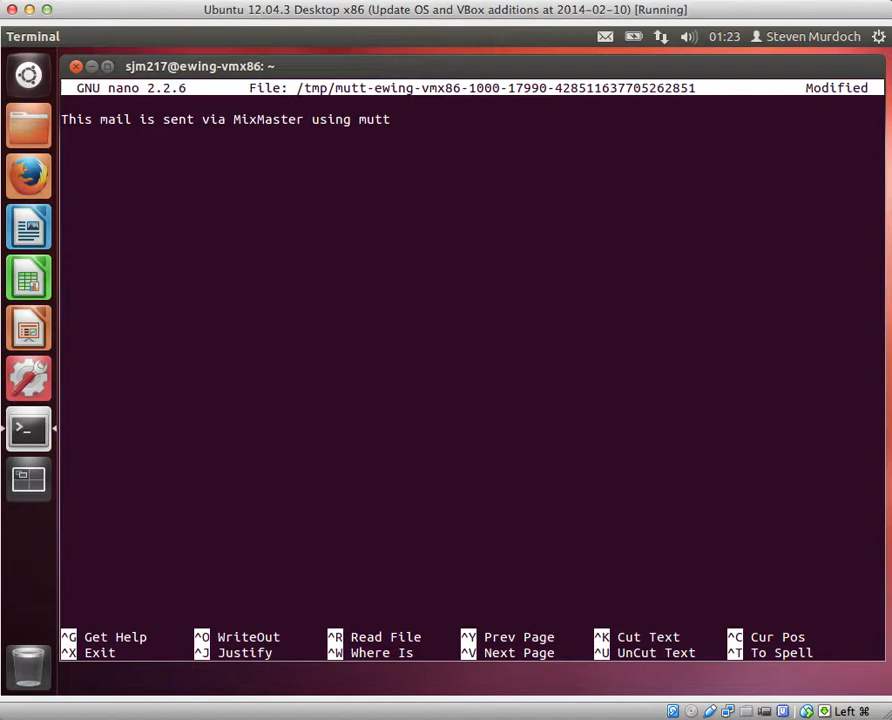 Ubuntu 12.04.3 Desktop x86 (Update OS and VBox additions at 2014-02-10) [Running]
Terminal 01:23 Steven Murdoch
sjm217@ewing-vmx86: ~
GNU nano 2.2.6 File: /tmp/mutt-ewing-vmx86-1000-17990-428511637705262851 Modified
This mail is sent via MixMaster using mutt
^G Get Help ^O WriteOut ^R Read File ^Y Prev Page ^K Cut Text ^C Cur Pos
^X Exit ^J Justify ^W Where Is ^V Next Page ^U UnCut Text ^T To Spell
Left ⌘